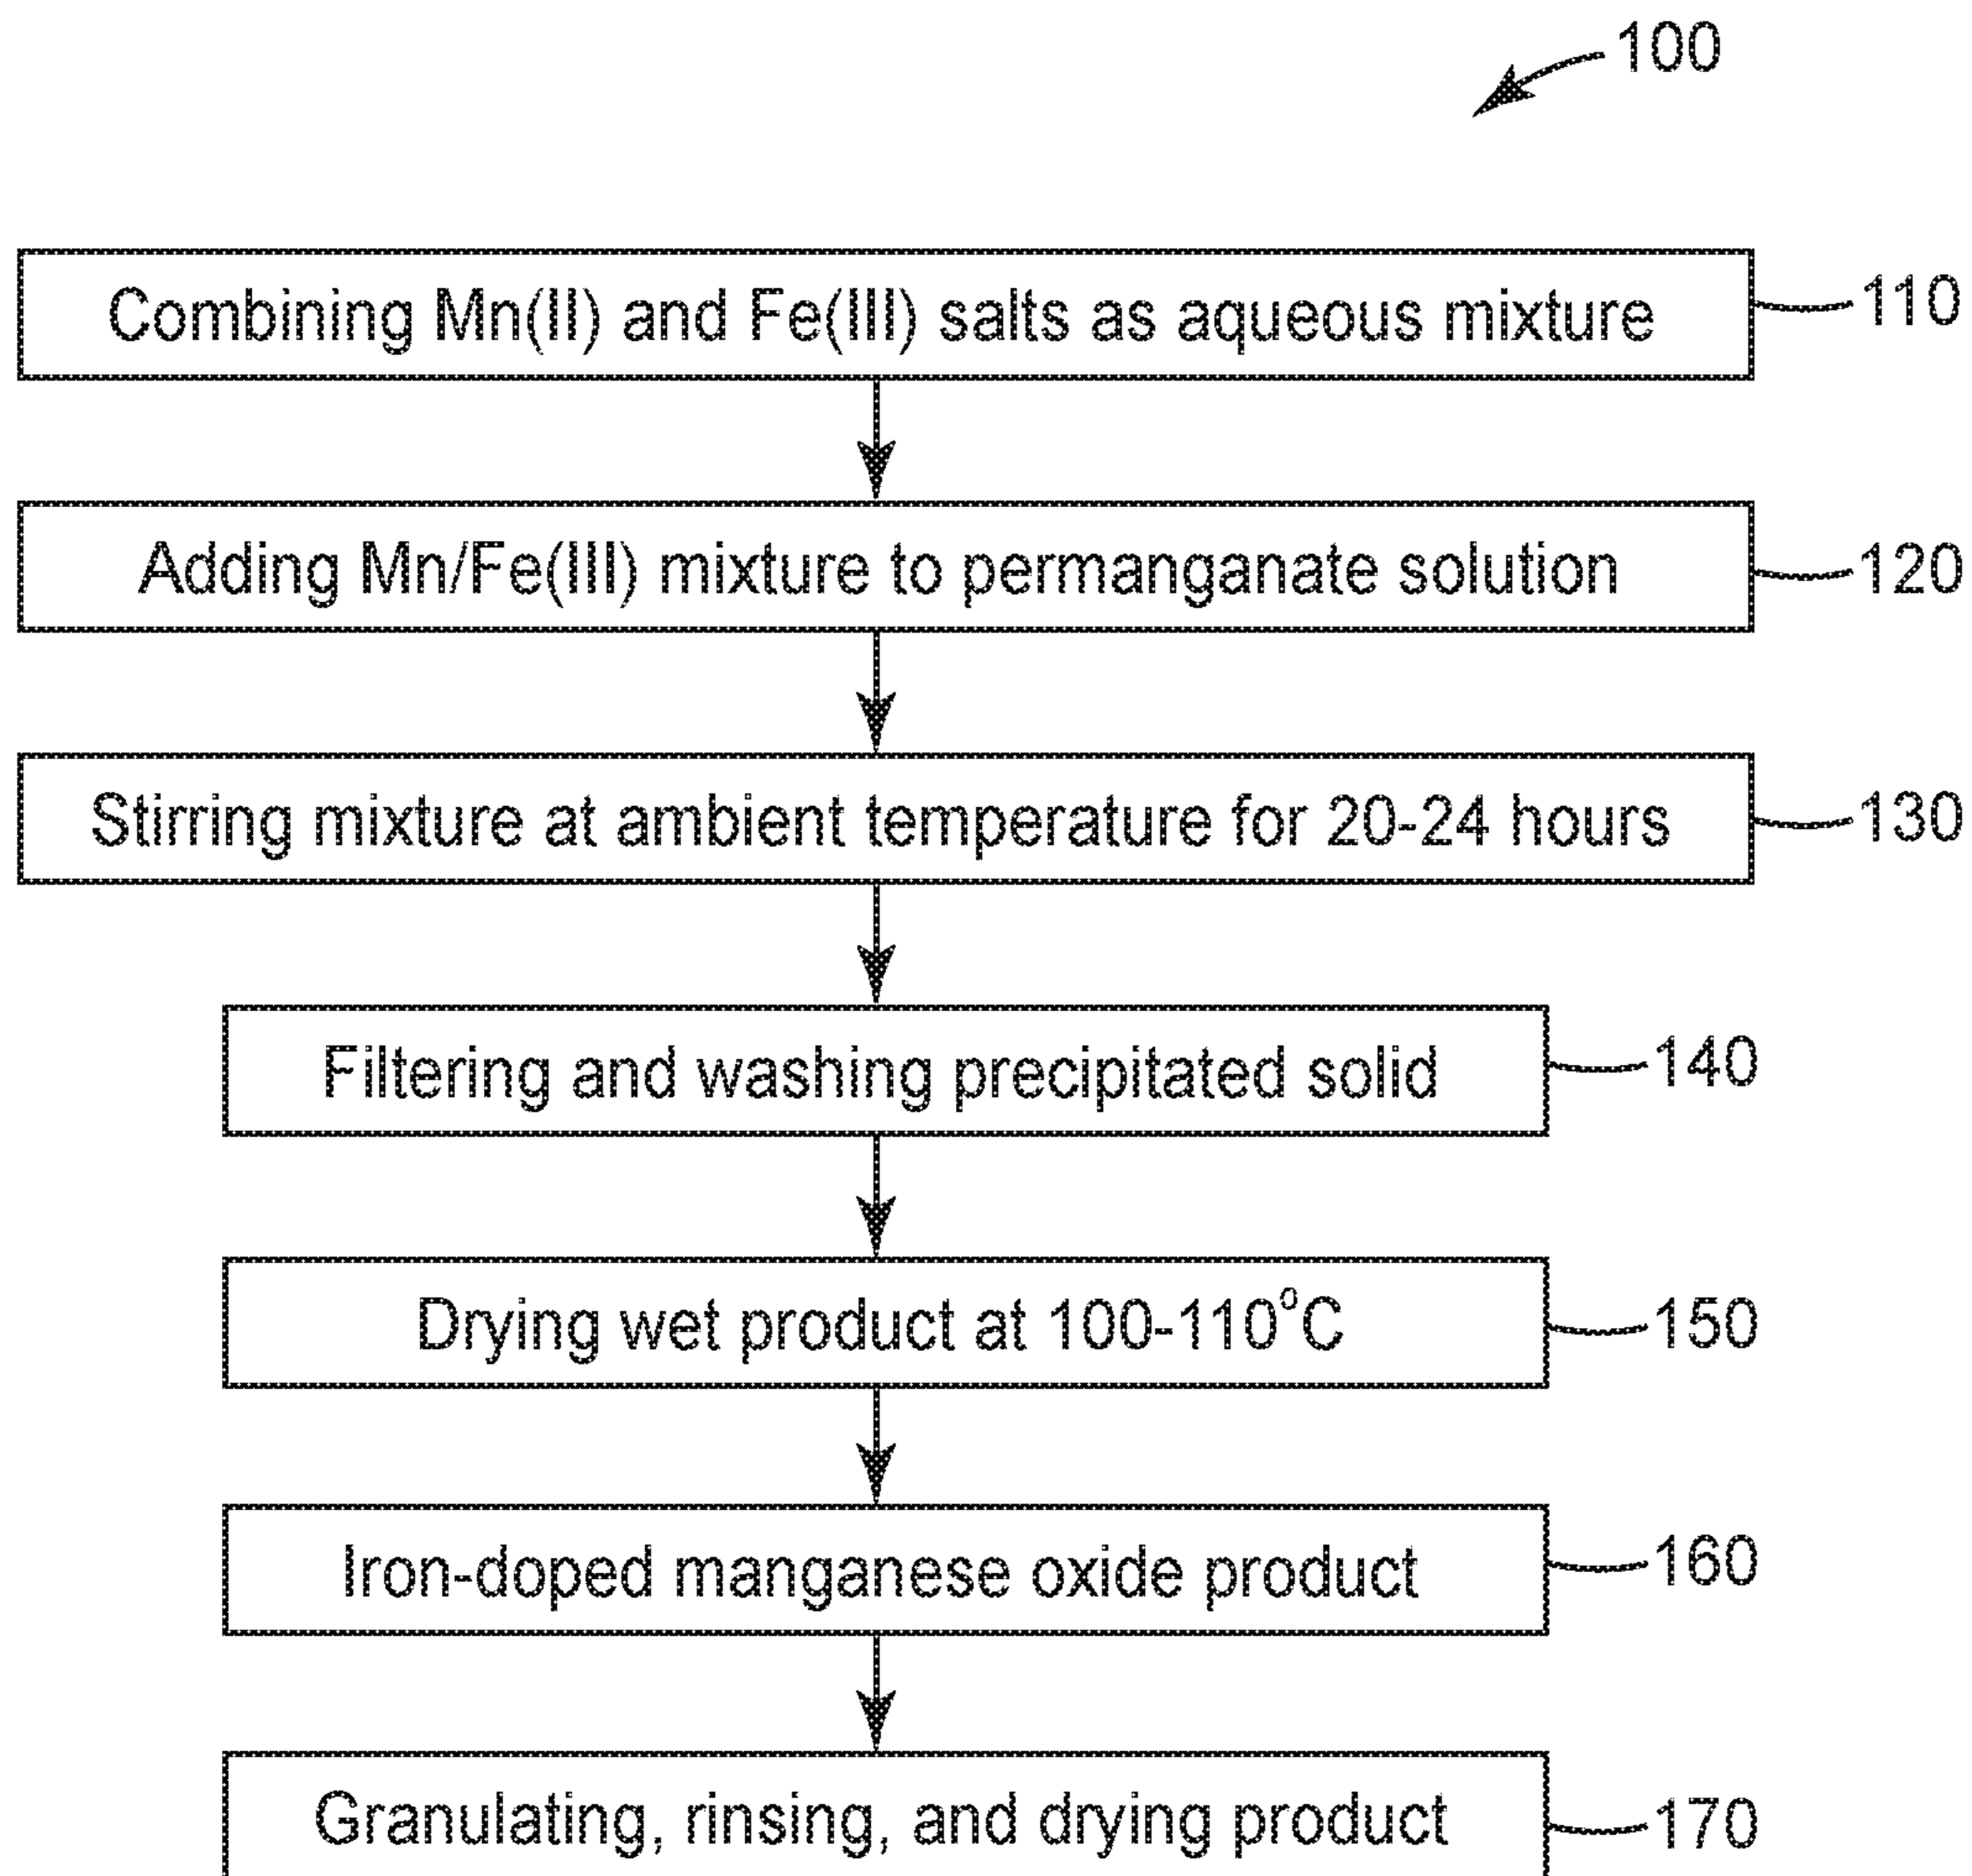 100
Combining Mn(II) and Fe(III) salts as aqueous mixture 110
Adding Mn/Fe(III) mixture to permanganate solution 120
Stirring mixture at ambient temperature for 20-24 hours 130
Filtering and washing precipitated solid 140
Drying wet product at 100-110°C 150
Iron-doped manganese oxide product 160
Granulating, rinsing, and drying product 170